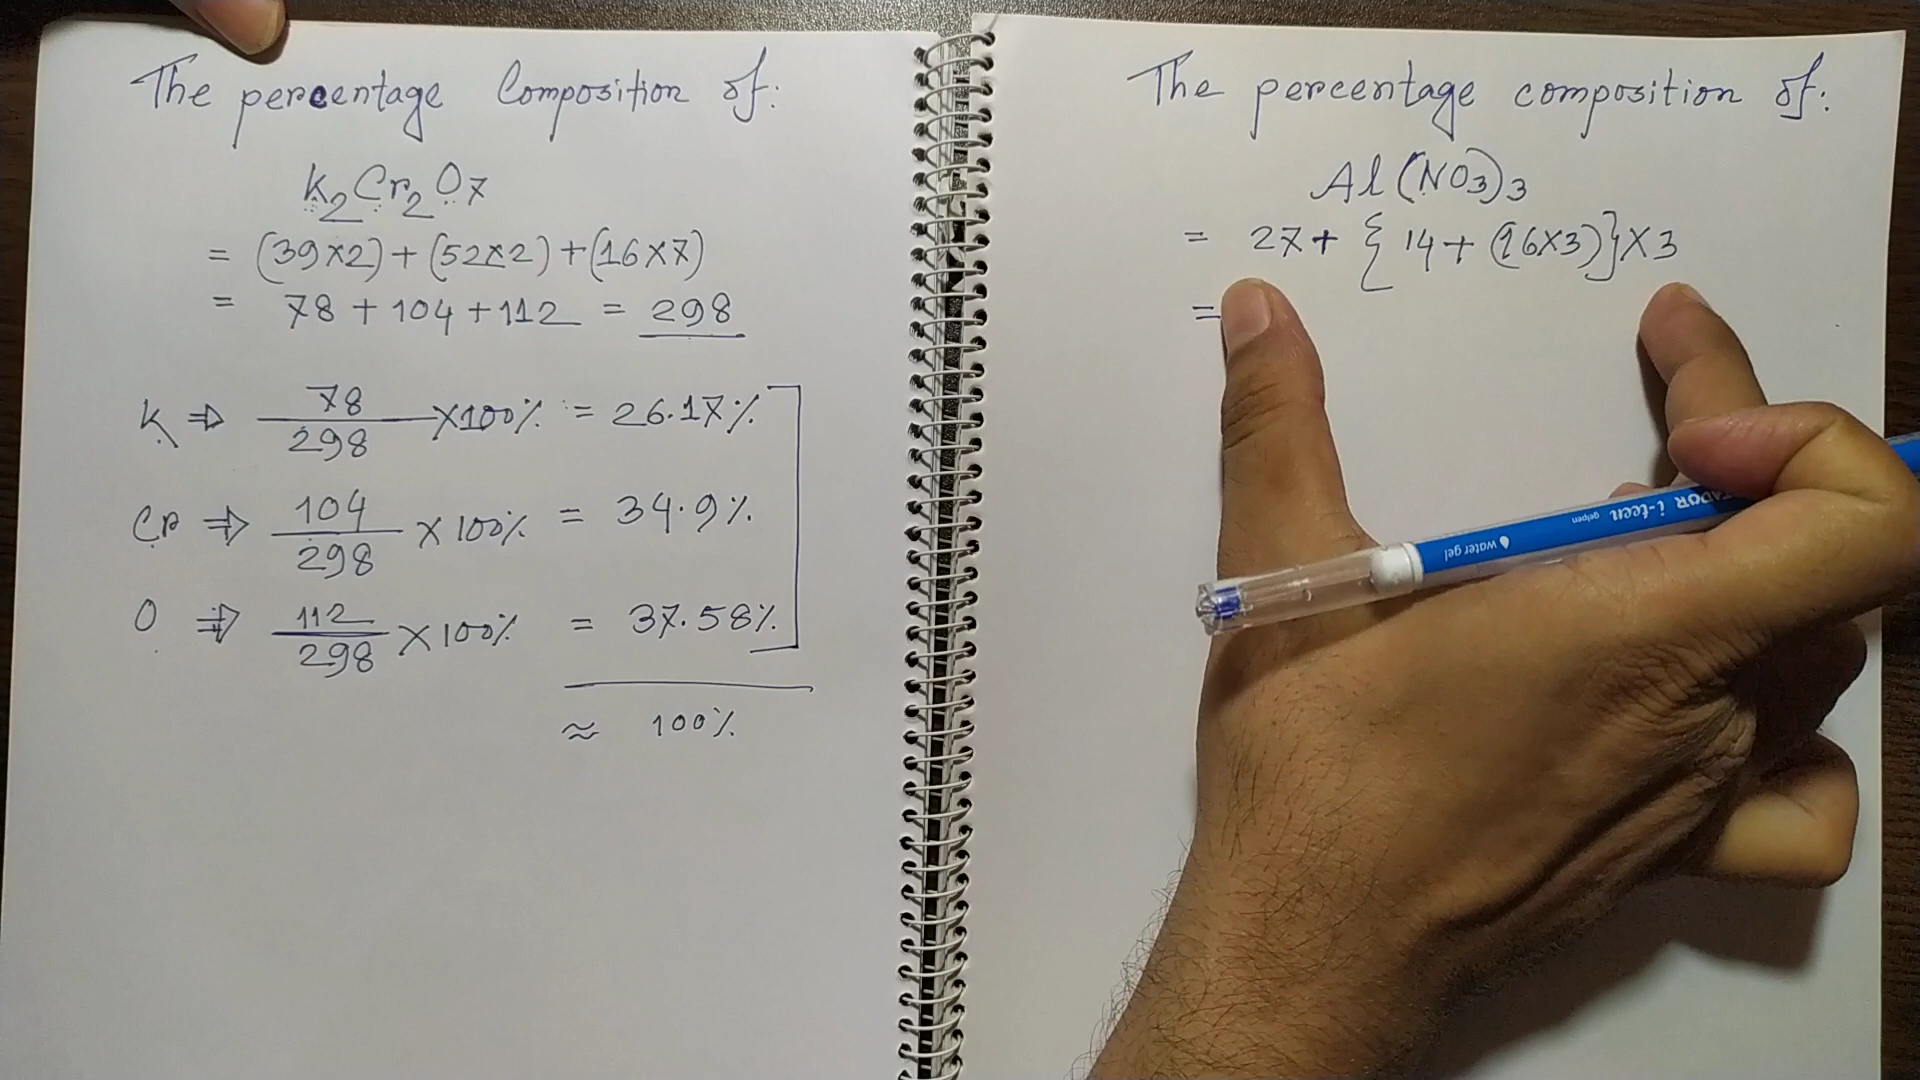 The percentage Composition of:
K2Cr2O7
= (39×2)+(52×2)+(16×7)
= 78+104+112 = 298
K ⇒ 78/298 ×100% = 26.17%
Cr ⇒ 104/298 ×100% = 34.9%
O ⇒ 112/298 ×100% = 37.58%
≈ 100%
The percentage composition of:
Al(NO3)3
= 27+{14+(16×3)}×3
=
i-teen
gelpen
water gel